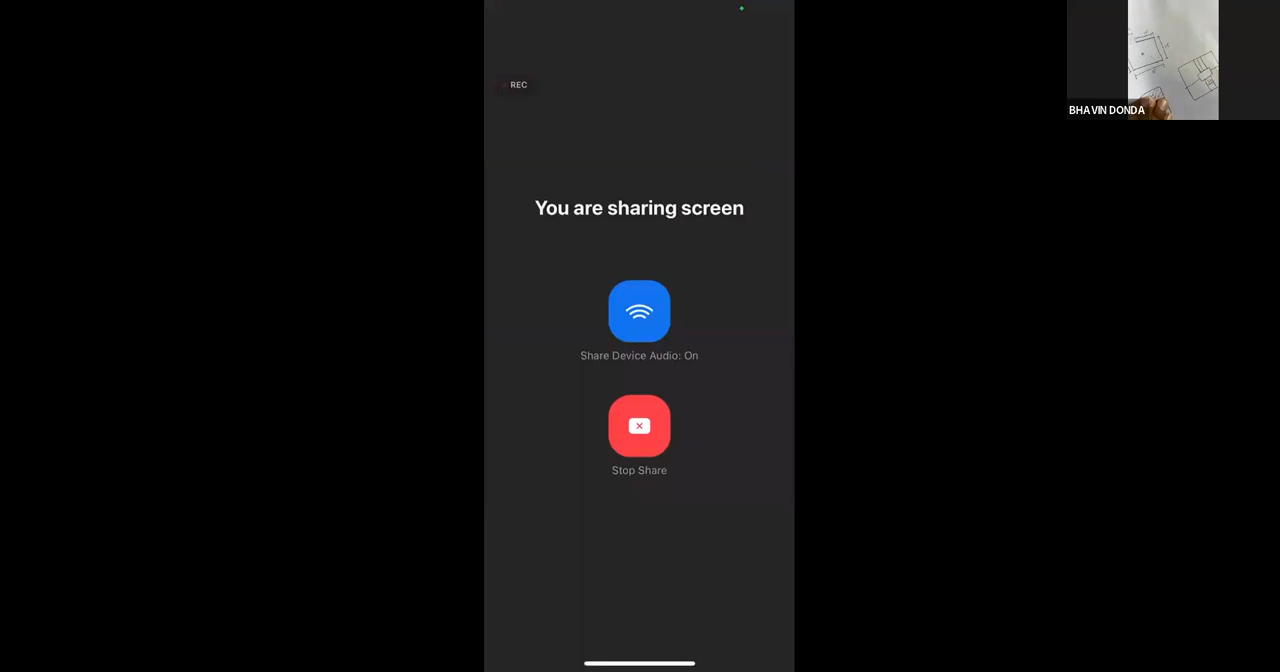 REC
BHAVIN DONDA
You are sharing screen
Share Device Audio: On
Stop Share